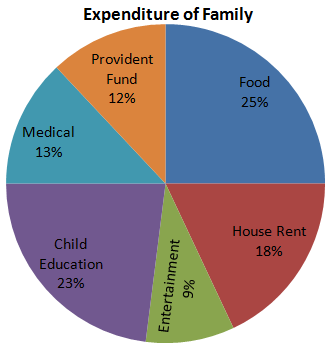 Expenditure of Family
Provident
Fund
12%
Food
25%
Medical
13%
House Rent
18%
Child
Education
23%
Entertainment
9%